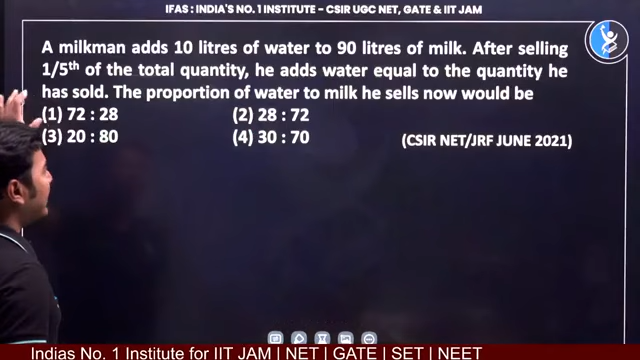 IFAS : INDIA'S NO. 1 INSTITUTE - CSIR UGC NET, GATE & IIT JAM
A milkman adds 10 litres of water to 90 litres of milk. After selling
1/5th of the total quantity, he adds water equal to the quantity he
has sold. The proportion of water to milk he sells now would be
(1) 72 : 28 (2) 28 : 72
(3) 20 : 80 (4) 30 : 70 (CSIR NET/JRF JUNE 2021)
Indias No. 1 Institute for IIT JAM | NET | GATE | SET | NEET